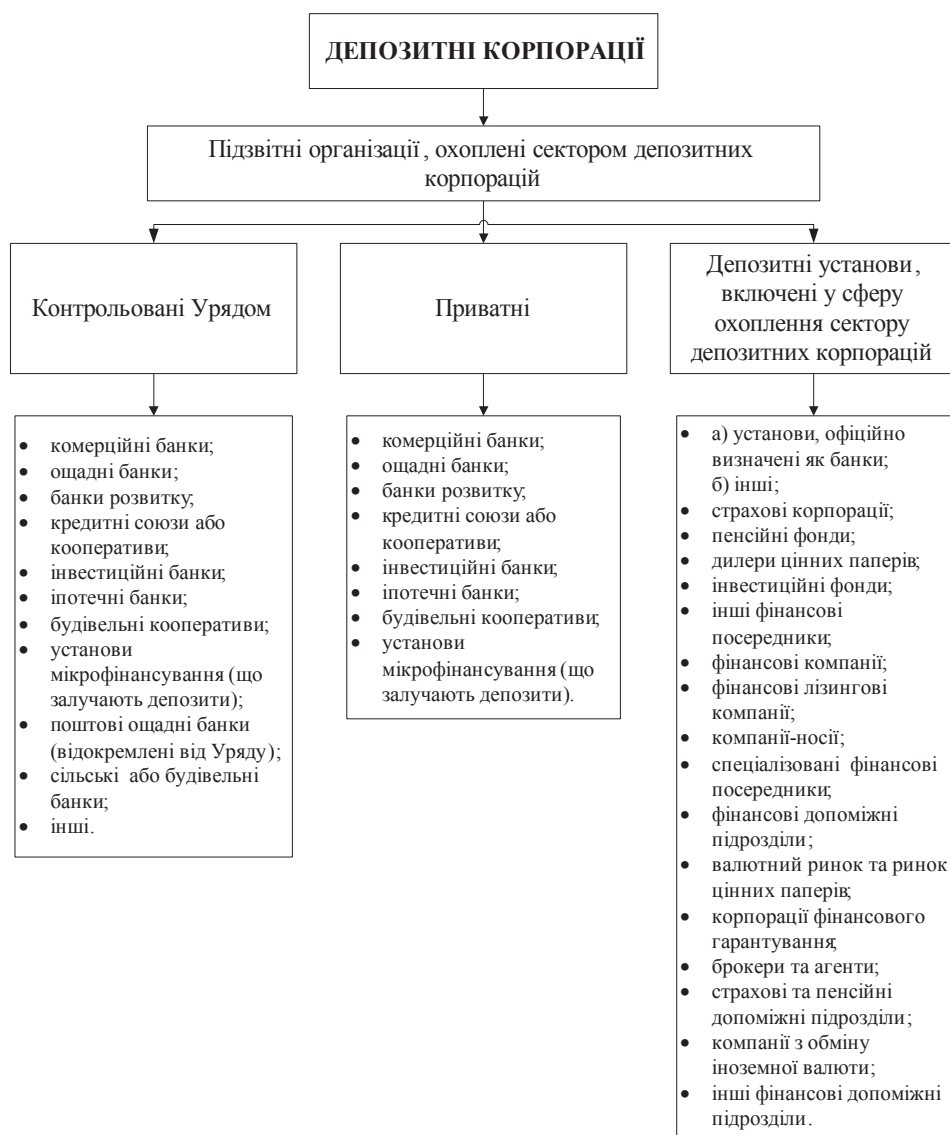 ДЕПОЗИТНІ КОРПОРАЦІЇ
Підзвітні організації, охоплені сектором депозитних
корпорацій
Контрольовані Урядом
Приватні
Депозитні установи,
включені у сферу
охоплення сектору
депозитних корпорацій
• комерційні банки;
• ощадні банки;
• банки розвитку;
• кредитні союзи або
кооперативи;
• інвестиційні банки;
• іпотечні банки;
• будівельні кооперативи;
• установи
мікрофінансування (що
залучають депозити);
• поштові ощадні банки
(відокремлені від Уряду);
• сільські або будівельні
банки;
• інші.
• комерційні банки;
• ощадні банки;
• банки розвитку;
• кредитні союзи або
кооперативи;
• інвестиційні банки;
• іпотечні банки;
• будівельні кооперативи;
• установи
мікрофінансування (що
залучають депозити).
• а) установи, офіційно
визначені як банки;
б) інші;
• страхові корпорації;
• пенсійні фонди;
• дилери цінних паперів;
• інвестиційні фонди;
• інші фінансові
посередники;
• фінансові компанії;
• фінансові лізингові
компанії;
• компанії-носії;
• спеціалізовані фінансові
посередники;
• фінансові допоміжні
підрозділи;
• валютний ринок та ринок
цінних паперів;
• корпорації фінансового
гарантування;
• брокери та агенти;
• страхові та пенсійні
допоміжні підрозділи;
• компанії з обміну
іноземної валюти;
• інші фінансові допоміжні
підрозділи.